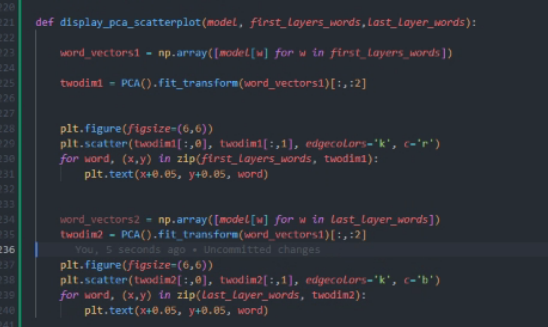 220
221 def display_pca_scatterplot(model, first_layers_words,last_layer_words):
222
223 word_vectors1 = np.array([model[w] for w in first_layers_words])
224
225 twodim1 = PCA().fit_transform(word_vectors1)[:,:2]
226
227
228 plt.figure(figsize=(6,6))
229 plt.scatter(twodim1[:,0], twodim1[:,1], edgecolors='k', c='r')
230 for word, (x,y) in zip(first_layers_words, twodim1):
231 plt.text(x+0.05, y+0.05, word)
232
233
234 word_vectors2 = np.array([model[w] for w in last_layer_words])
235 twodim2 = PCA().fit_transform(word_vectors1)[:,:2]
236 You, 5 seconds ago • Uncommitted changes
237 plt.figure(figsize=(6,6))
238 plt.scatter(twodim2[:,0], twodim2[:,1], edgecolors='k', c='b')
239 for word, (x,y) in zip(last_layer_words, twodim2):
240 plt.text(x+0.05, y+0.05, word)
241